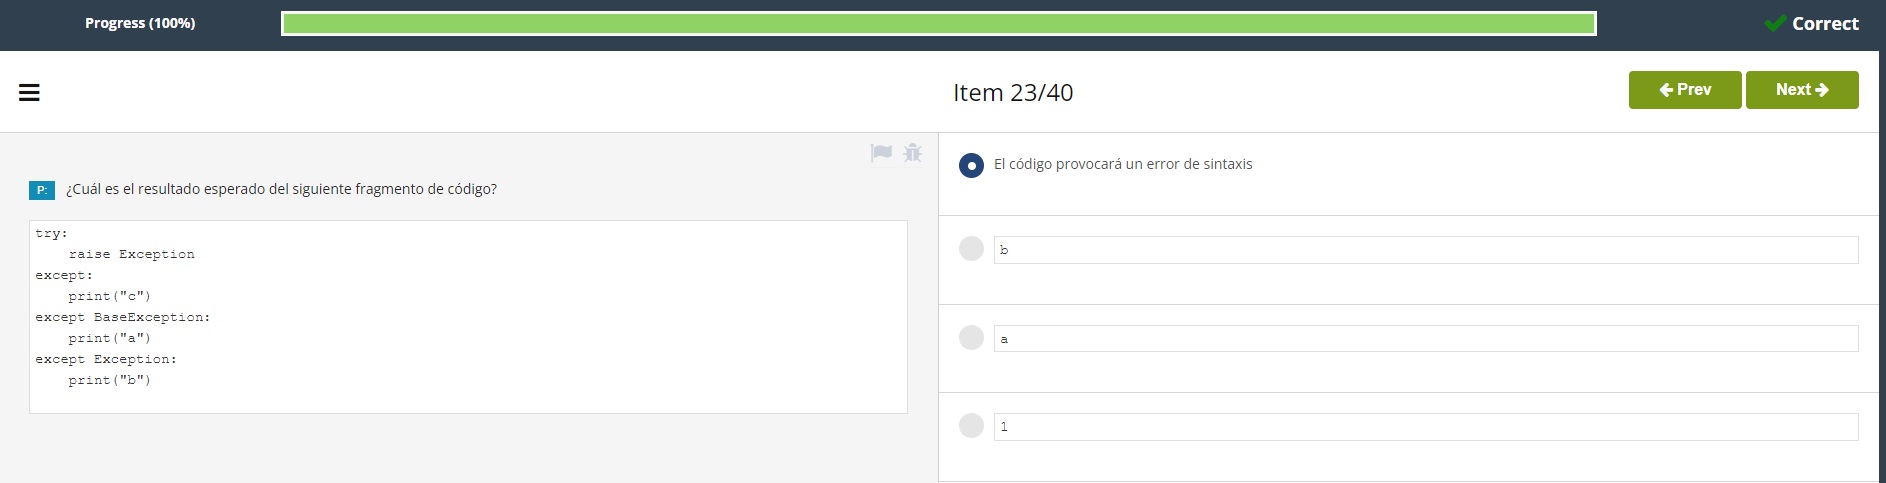 Progress (100%)
Correct
Item 23/40
Prev
Next
P:
¿Cuál es el resultado esperado del siguiente fragmento de código?
try:
    raise Exception
except:
    print("c")
except BaseException:
    print("a")
except Exception:
    print("b")
El código provocará un error de sintaxis
b
a
1